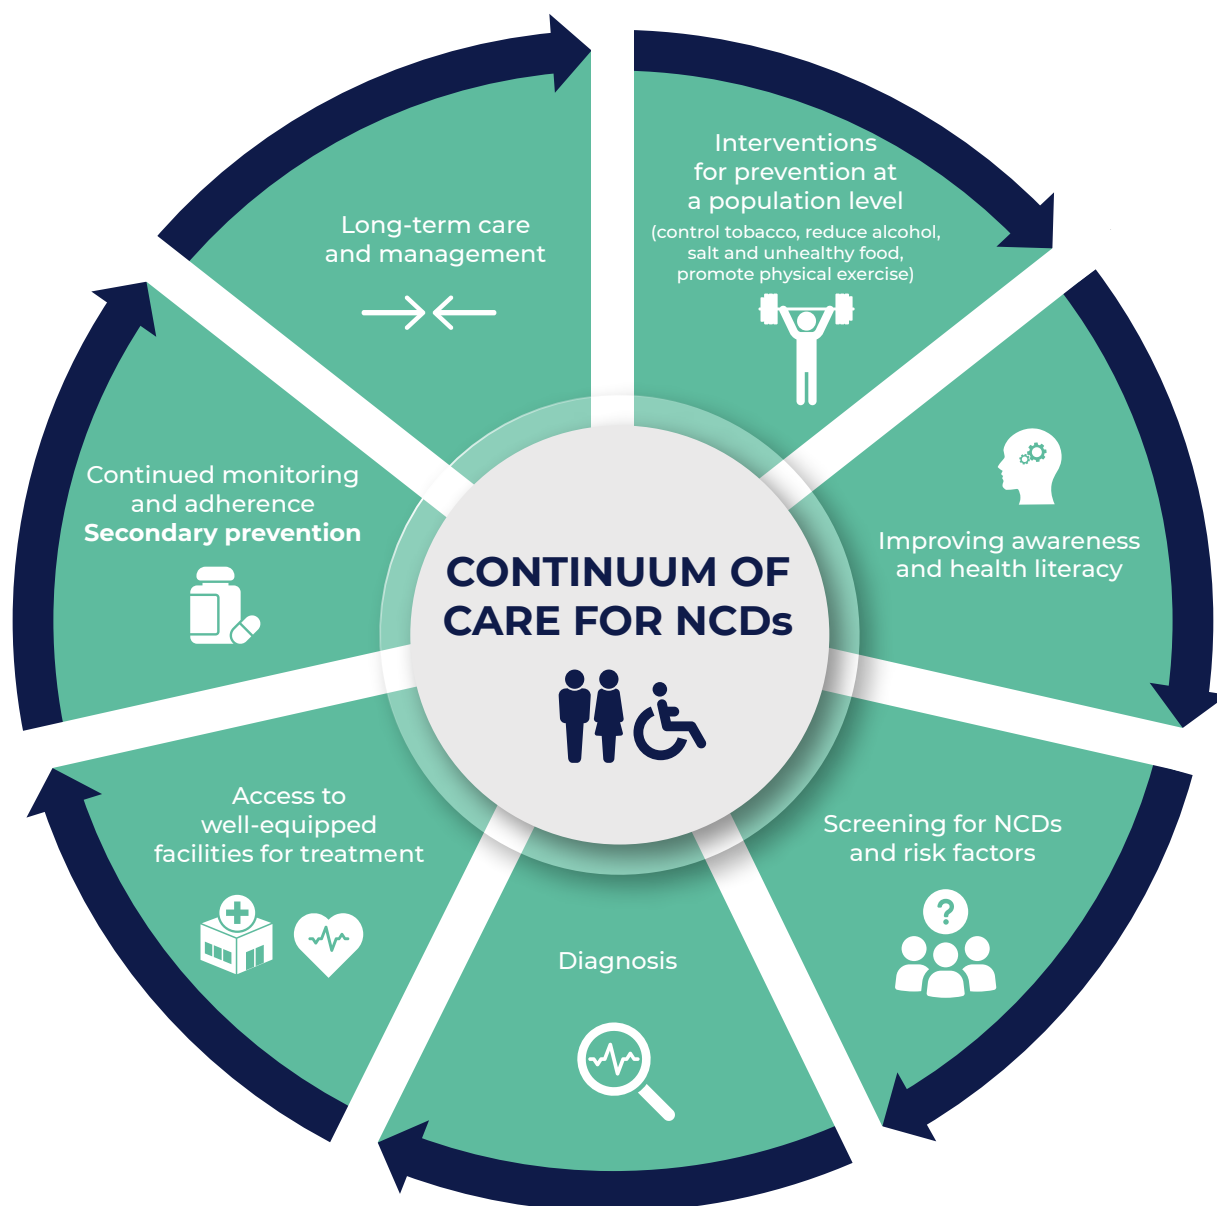 Interventions
for prevention at
a population level
(control tobacco, reduce alcohol,
salt and unhealthy food,
promote physical exercise)
Improving awareness
and health literacy
Screening for NCDs
and risk factors
?
Diagnosis
Access to
well-equipped
facilities for treatment
Continued monitoring
and adherence
Secondary prevention
Long-term care
and management
CONTINUUM OF
CARE FOR NCDs